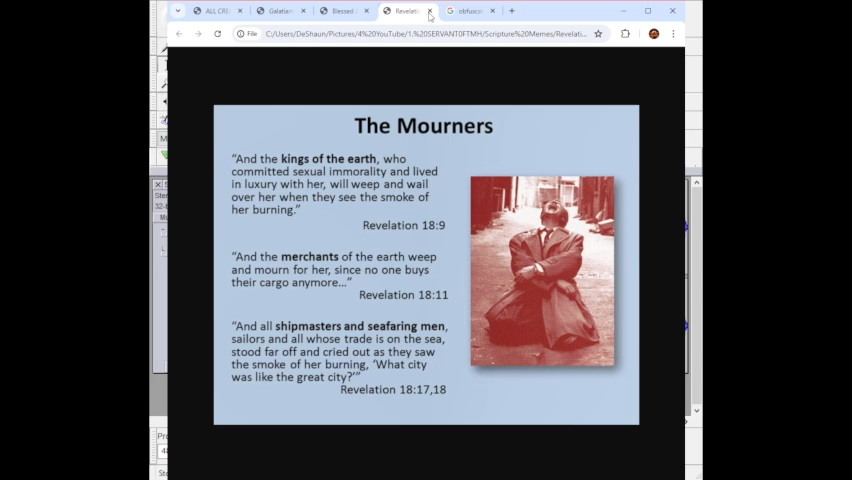 ALL CRE
Galatian
Blessed
Revelati
obfusco
File
C:/Users/DeShaun/Pictures/4%20YouTube/1.%20SERVANT0FTMH/Scripture%20Memes/Revelati...
The Mourners
“And the kings of the earth, who
committed sexual immorality and lived
in luxury with her, will weep and wail
over her when they see the smoke of
her burning.”
Revelation 18:9
“And the merchants of the earth weep
and mourn for her, since no one buys
their cargo anymore...”
Revelation 18:11
“And all shipmasters and seafaring men,
sailors and all whose trade is on the sea,
stood far off and cried out as they saw
the smoke of her burning, ‘What city
was like the great city?’”
Revelation 18:17,18